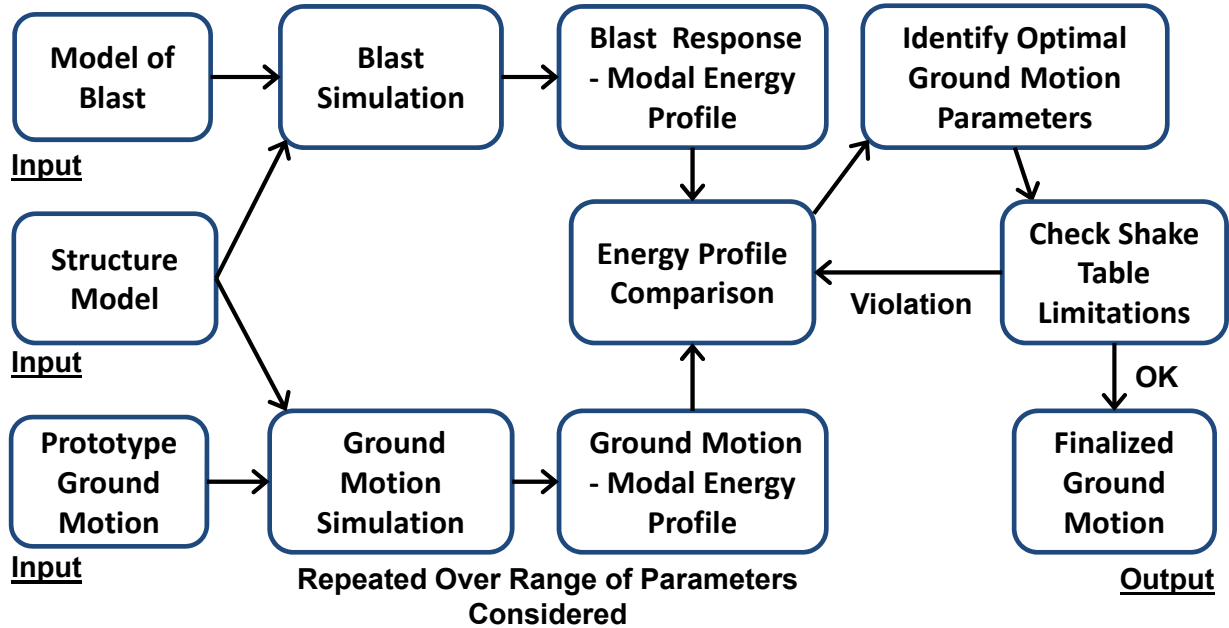 Model of
Blast
Input
Blast
Simulation
Blast Response
- Modal Energy
Profile
Identify Optimal
Ground Motion
Parameters
Structure
Model
Input
Energy Profile
Comparison
Violation
Check Shake
Table
Limitations
OK
Prototype
Ground
Motion
Input
Ground
Motion
Simulation
Ground Motion
- Modal Energy
Profile
Repeated Over Range of Parameters
Considered
Finalized
Ground
Motion
Output